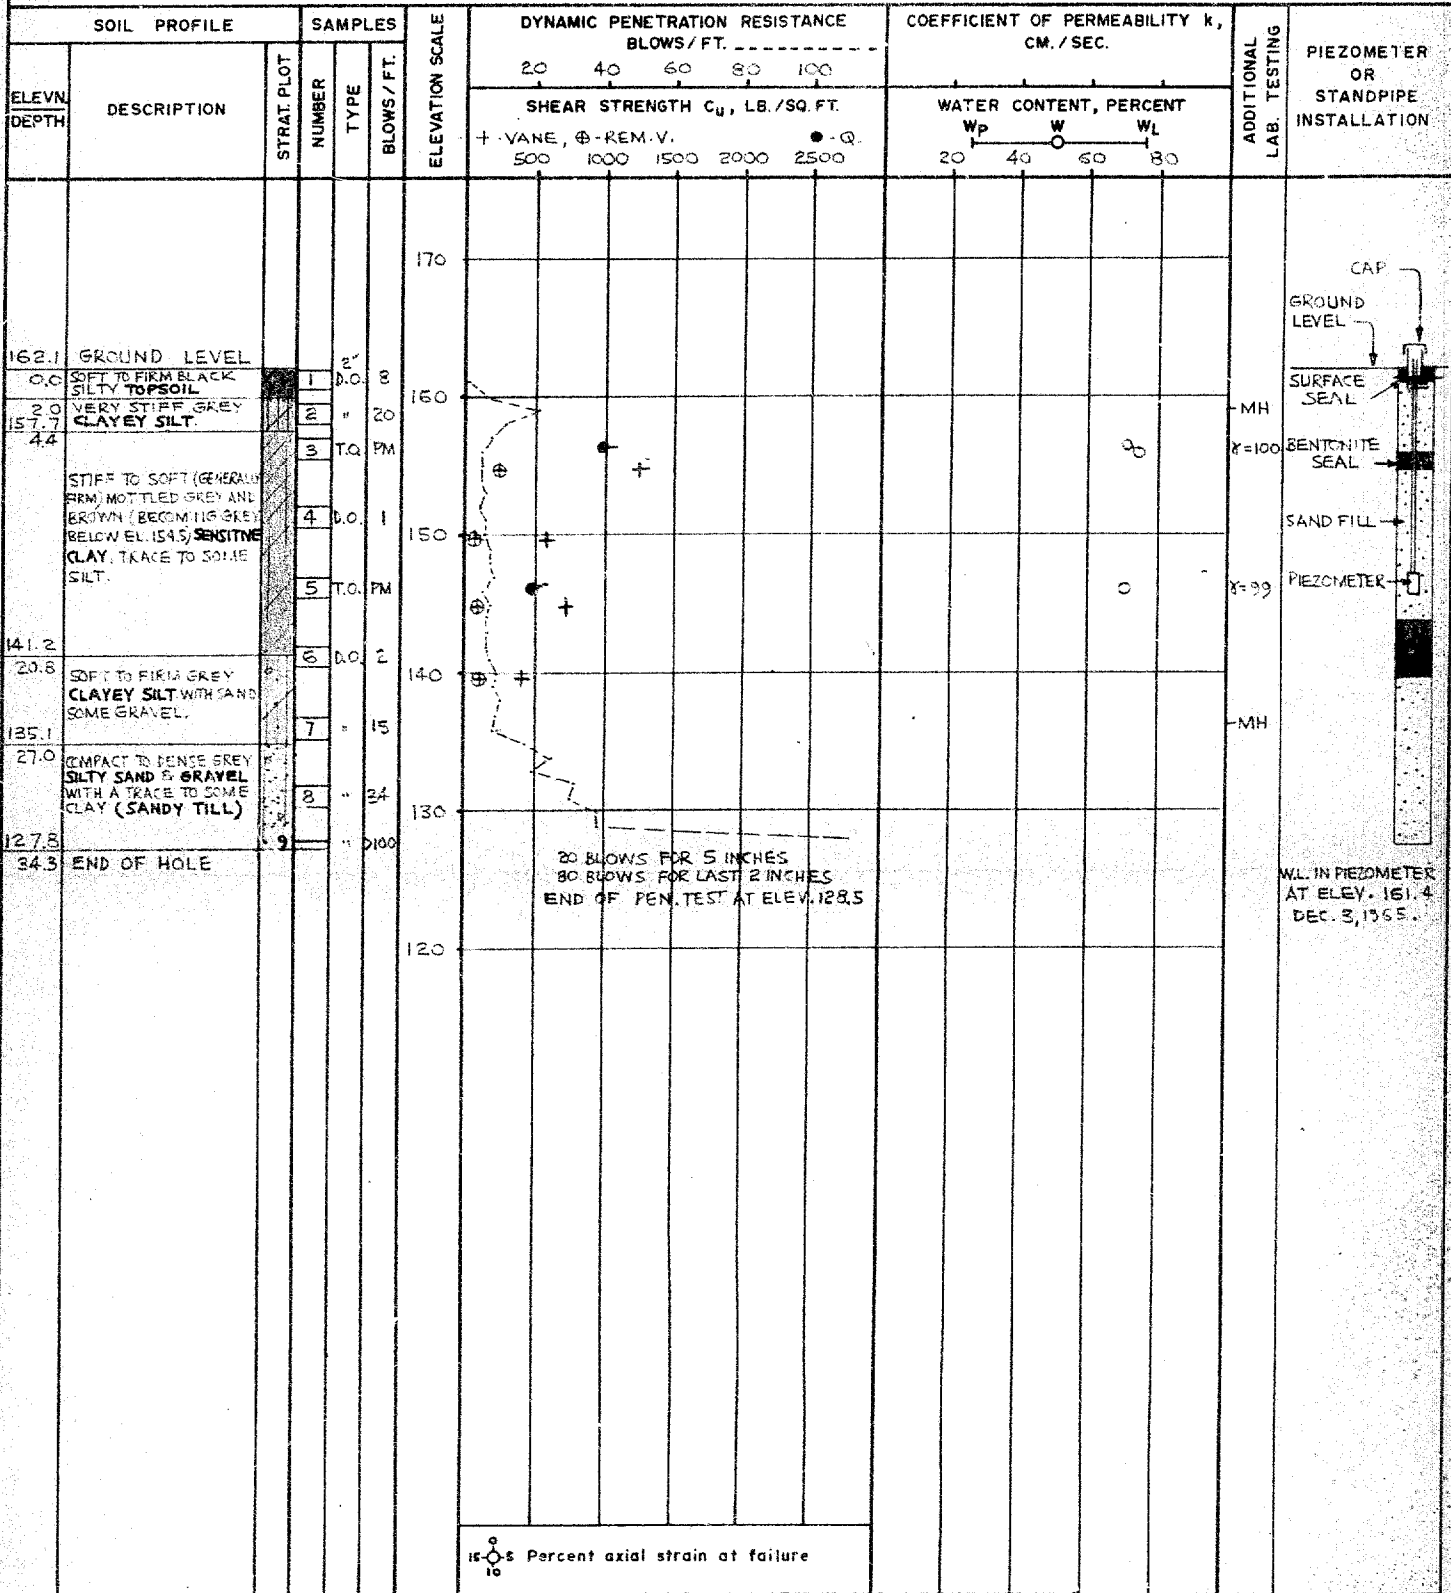 SOIL PROFILE
SAMPLES
ELEVATION SCALE
DYNAMIC PENETRATION RESISTANCE
BLOWS/FT. ----------
20 40 60 80 100
COEFFICIENT OF PERMEABILITY k,
CM./SEC.
ADDITIONAL
LAB. TESTING
PIEZOMETER
OR
STANDPIPE
INSTALLATION
ELEVN.
DEPTH
DESCRIPTION
STRAT. PLOT
NUMBER
TYPE
BLOWS/FT.
SHEAR STRENGTH Cu, LB./SQ.FT.
+ -VANE, ⊕-REM.V. ●-Q.
500 1000 1500 2000 2500
WATER CONTENT, PERCENT
WP W WL
20 40 60 80
170
CAP
GROUND
LEVEL
162.1 GROUND LEVEL
0.0 SOFT TO FIRM BLACK
SILTY TOPSOIL
1 2" D.O. 8
SURFACE
SEAL
160
2.0 VERY STIFF GREY
157.7 CLAYEY SILT
2 " 20
MH
4.4
3 T.O. PM
γ=100
BENTONITE
SEAL
STIFF TO SOFT (GENERALLY
FIRM) MOTTLED GREY AND
BROWN (BECOMING GREY
BELOW EL. 154.5) SENSITIVE
CLAY, TRACE TO SOME
SILT.
4 D.O. 1
150
SAND FILL
5 T.O. PM
γ=99
PIEZOMETER
141.2
20.8
6 D.O. 2
140
SOFT TO FIRM GREY
CLAYEY SILT WITH SAND
SOME GRAVEL.
7 " 15
MH
135.1
27.0 COMPACT TO DENSE GREY
SILTY SAND & GRAVEL
WITH A TRACE TO SOME
CLAY (SANDY TILL)
8 " 34
130
127.8
9 " >100
34.3 END OF HOLE
20 BLOWS FOR 5 INCHES
80 BLOWS FOR LAST 2 INCHES
END OF PEN. TEST AT ELEV. 128.5
W.L. IN PIEZOMETER
AT ELEV. 161.4
DEC. 3, 1965.
120
0
15 5 Percent axial strain at failure
10